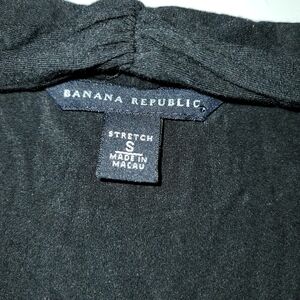 BANANA REPUBLIC
STRETCH
S
MADE IN
MACAU